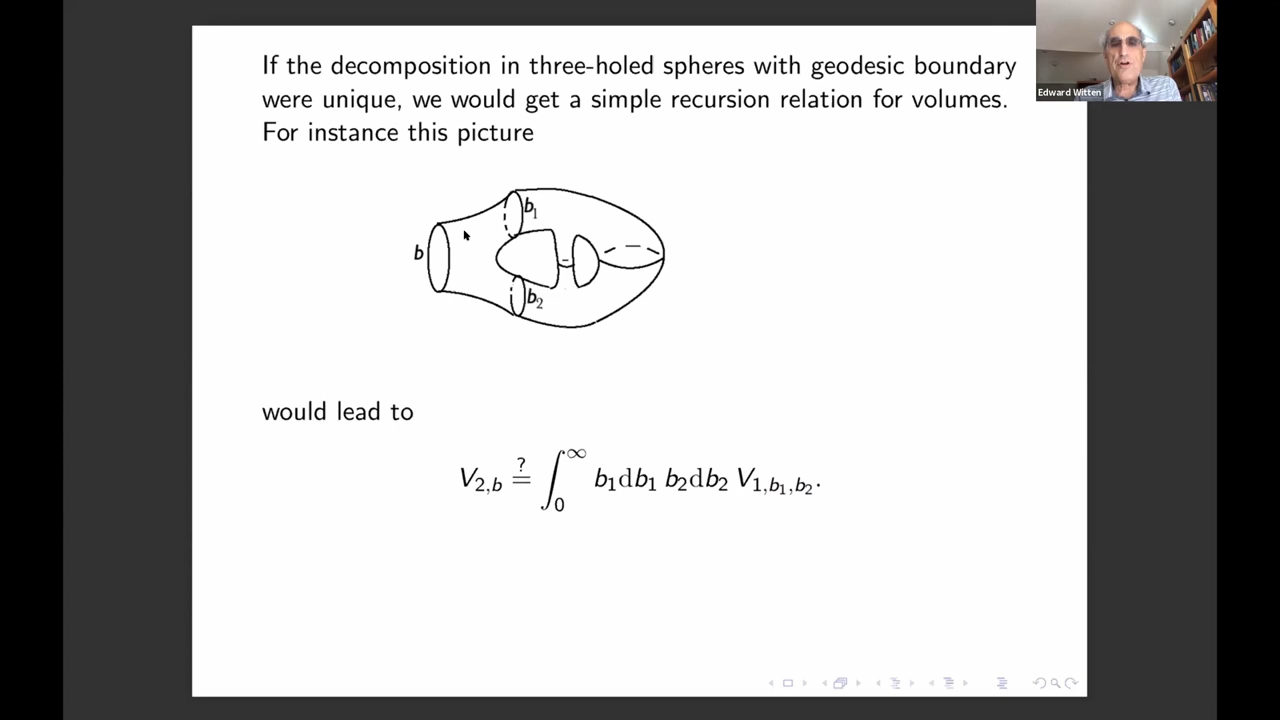 If the decomposition in three-holed spheres with geodesic boundary
were unique, we would get a simple recursion relation for volumes.
For instance this picture
b
b₁
b₂
would lead to
V₂,b ≟ ∫₀^∞ b₁db₁ b₂db₂ V₁,b₁,b₂.
Edward Witten